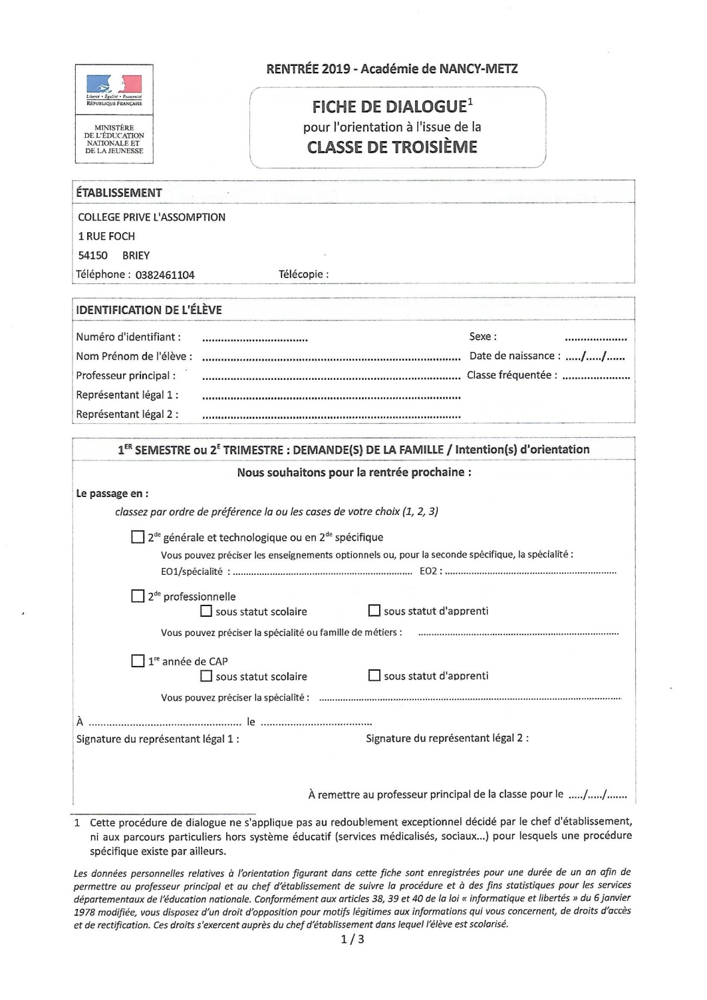 RENTRÉE 2019 - Académie de NANCY-METZ
Liberté • Égalité • Fraternité
RÉPUBLIQUE FRANÇAISE
MINISTÈRE
DE L'ÉDUCATION
NATIONALE ET
DE LA JEUNESSE
FICHE DE DIALOGUE1
pour l'orientation à l'issue de la
CLASSE DE TROISIÈME
ÉTABLISSEMENT
COLLEGE PRIVE L'ASSOMPTION
1 RUE FOCH
54150 BRIEY
Téléphone : 0382461104 Télécopie :
IDENTIFICATION DE L'ÉLÈVE
Numéro d'identifiant : .................................. Sexe : ....................
Nom Prénom de l'élève : .................................................................................. Date de naissance : ...../...../......
Professeur principal : .................................................................................. Classe fréquentée : ......................
Représentant légal 1 : ..................................................................................
Représentant légal 2 : ..................................................................................
1ER SEMESTRE ou 2E TRIMESTRE : DEMANDE(S) DE LA FAMILLE / Intention(s) d'orientation
Nous souhaitons pour la rentrée prochaine :
Le passage en :
classez par ordre de préférence la ou les cases de votre choix (1, 2, 3)
☐ 2de générale et technologique ou en 2de spécifique
Vous pouvez préciser les enseignements optionnels ou, pour la seconde spécifique, la spécialité :
EO1/spécialité : .................................................................. EO2 : ..................................................................
☐ 2de professionnelle
☐ sous statut scolaire ☐ sous statut d'apprenti
Vous pouvez préciser la spécialité ou famille de métiers : ..................................................................
☐ 1re année de CAP
☐ sous statut scolaire ☐ sous statut d'apprenti
Vous pouvez préciser la spécialité : ..................................................................
À ................................................ le ...................................
Signature du représentant légal 1 : Signature du représentant légal 2 :
À remettre au professeur principal de la classe pour le ...../...../.......
1 Cette procédure de dialogue ne s'applique pas au redoublement exceptionnel décidé par le chef d'établissement,
ni aux parcours particuliers hors système éducatif (services médicalisés, sociaux...) pour lesquels une procédure
spécifique existe par ailleurs.
Les données personnelles relatives à l'orientation figurant dans cette fiche sont enregistrées pour une durée de un an afin de
permettre au professeur principal et au chef d'établissement de suivre la procédure et à des fins statistiques pour les services
départementaux de l'éducation nationale. Conformément aux articles 38, 39 et 40 de la loi « informatique et libertés » du 6 janvier
1978 modifiée, vous disposez d'un droit d'opposition pour motifs légitimes aux informations qui vous concernent, de droits d'accès
et de rectification. Ces droits s'exercent auprès du chef d'établissement dans lequel l'élève est scolarisé.
1 / 3